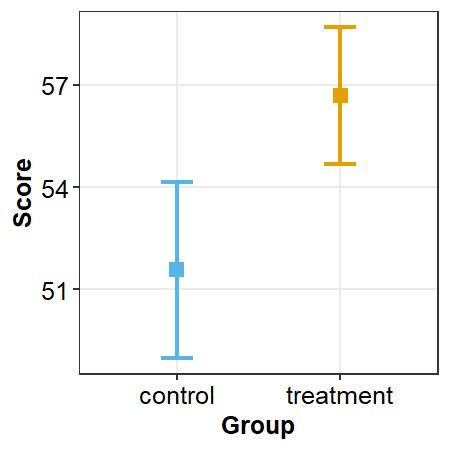 57
54
51
Score
control
treatment
Group